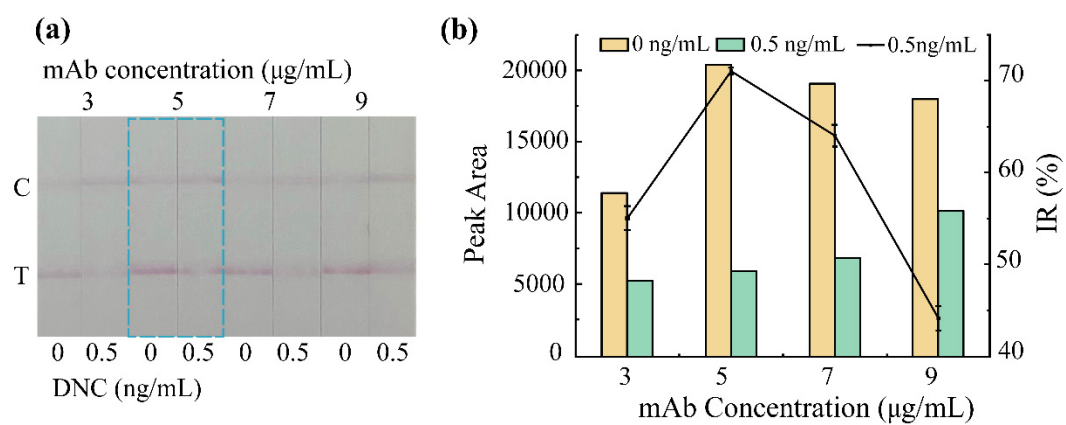 (a)
mAb concentration (μg/mL)
3 5 7 9
C
T
0 0.5 0 0.5 0 0.5 0 0.5
DNC (ng/mL)
(b)
0 ng/mL 0.5 ng/mL 0.5ng/mL
20000
15000
10000
5000
0
Peak Area
70
60
50
40
IR (%)
3 5 7 9
mAb Concentration (μg/mL)